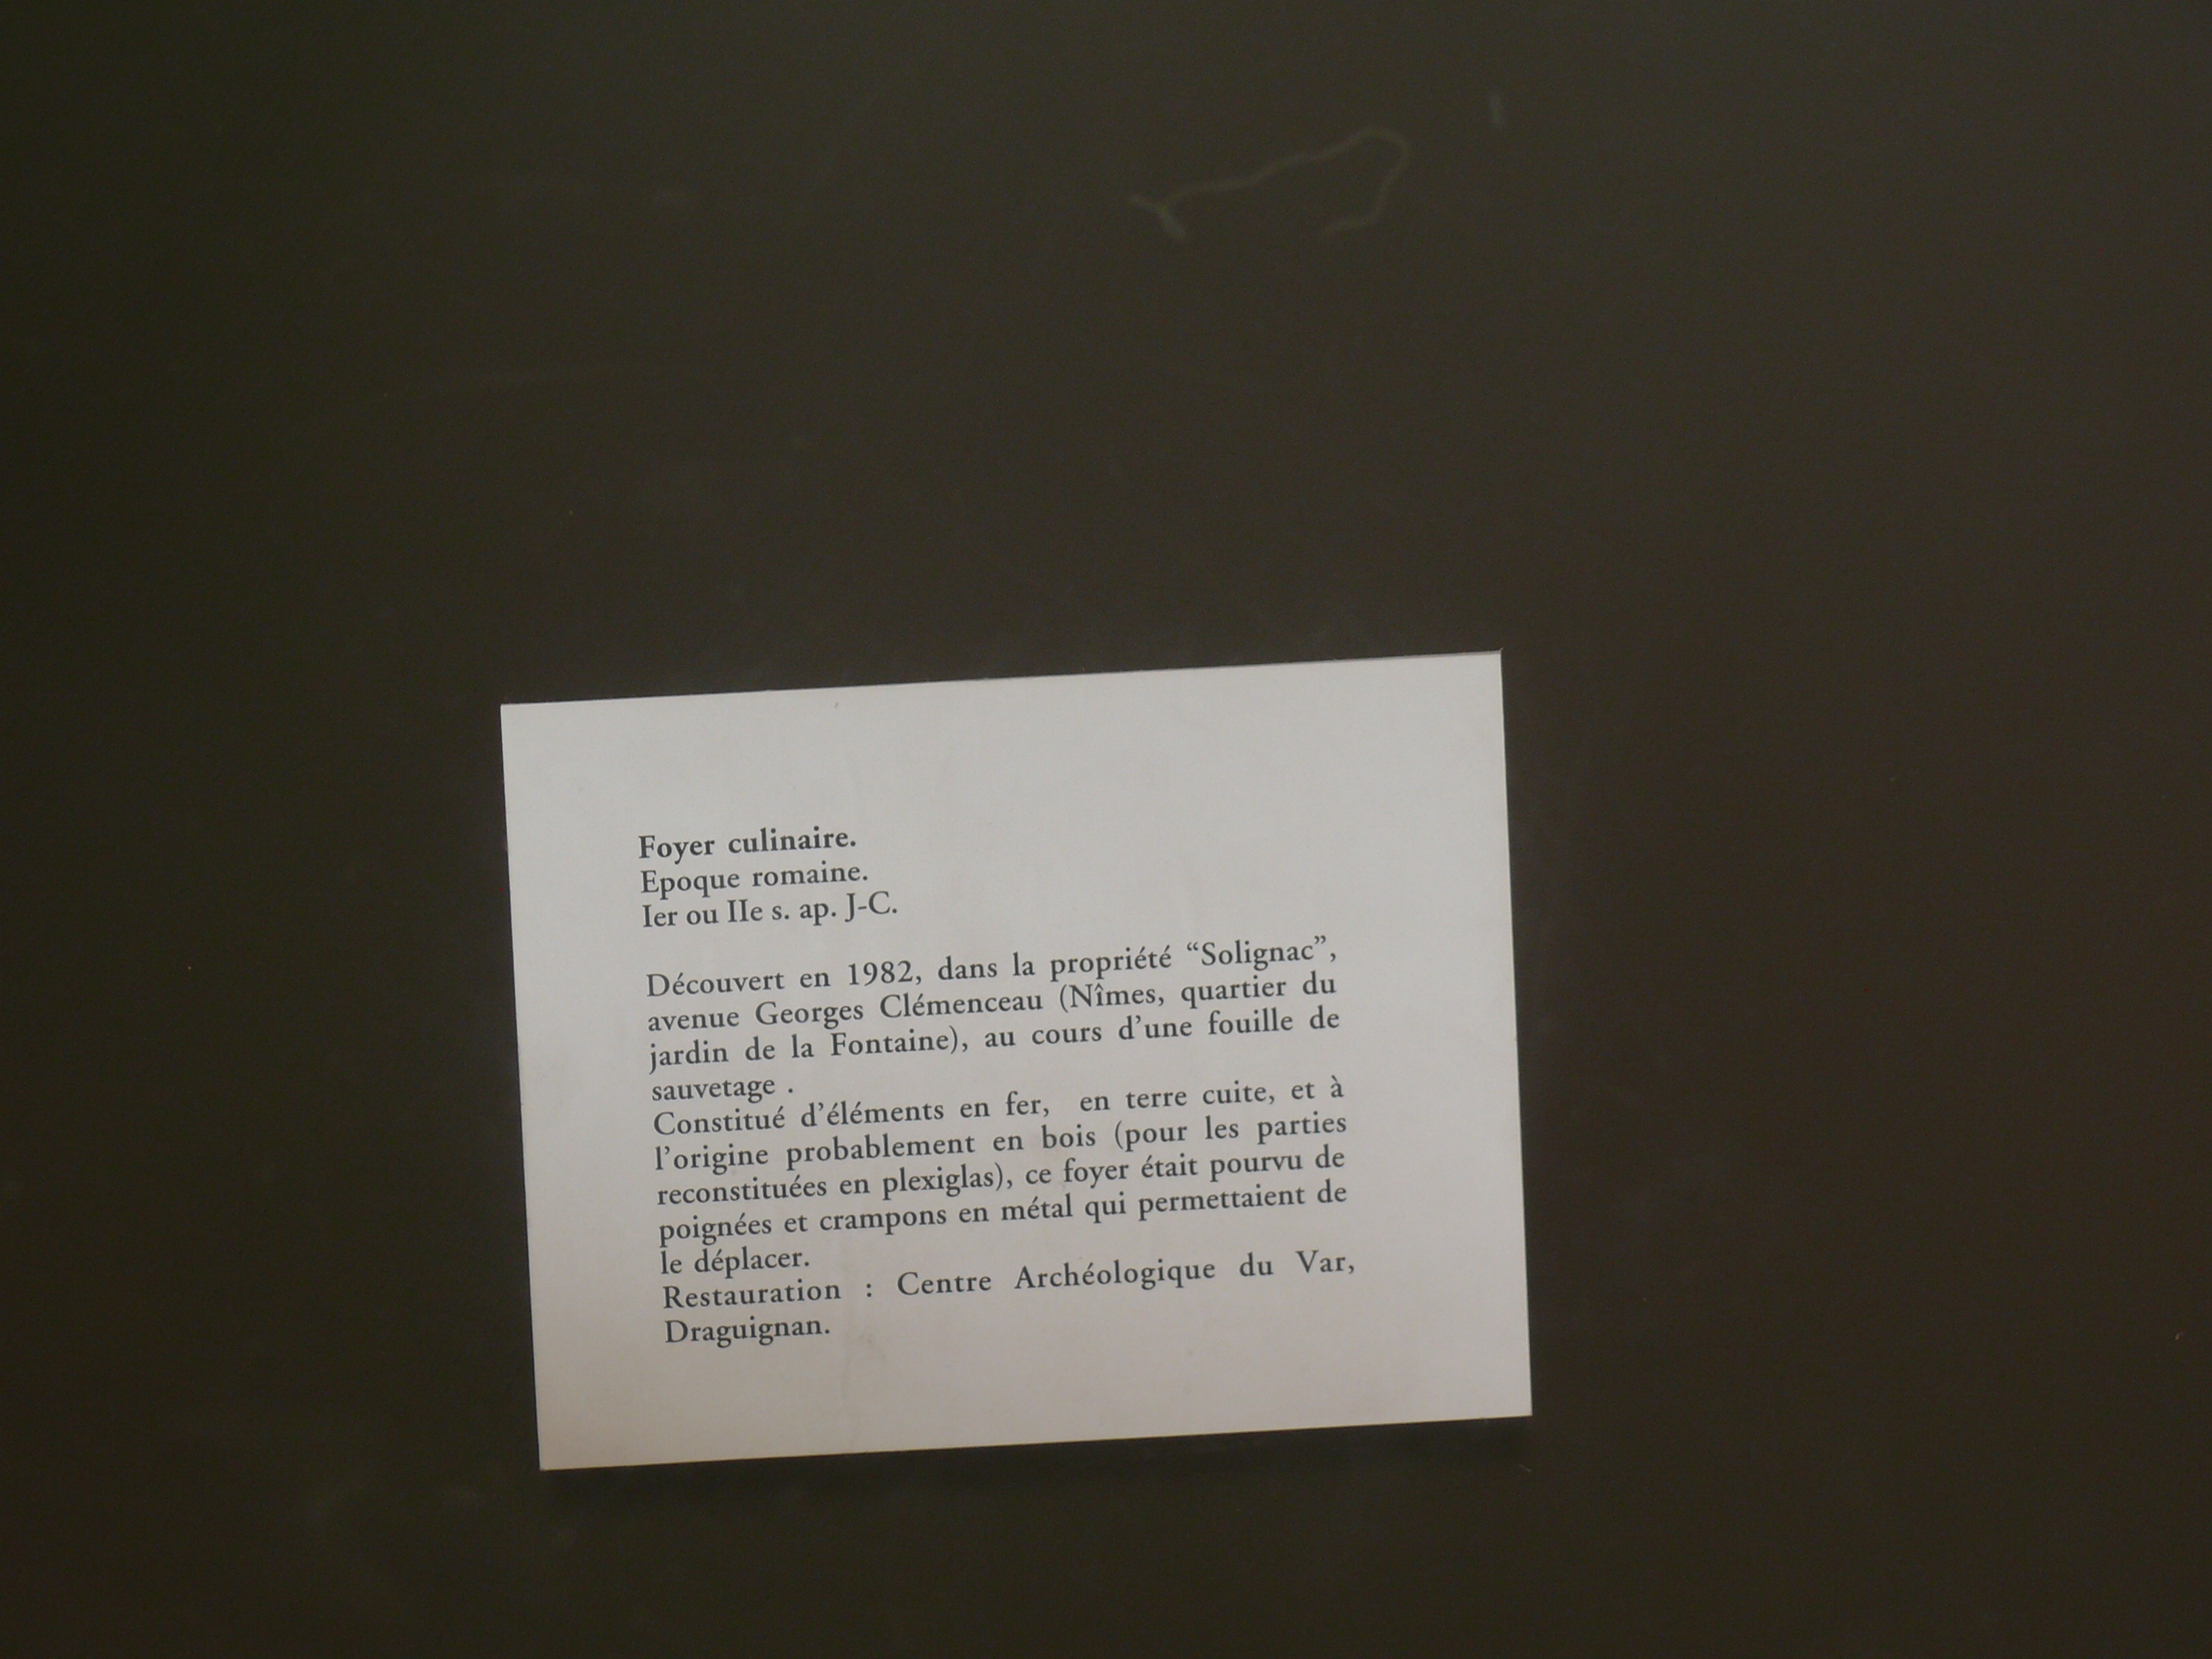 Foyer culinaire.
Epoque romaine.
Ier ou IIe s. ap. J-C.
Découvert en 1982, dans la propriété “Solignac”,
avenue Georges Clémenceau (Nîmes, quartier du
jardin de la Fontaine), au cours d’une fouille de
sauvetage .
Constitué d’éléments en fer, en terre cuite, et à
l’origine probablement en bois (pour les parties
reconstituées en plexiglas), ce foyer était pourvu de
poignées et crampons en métal qui permettaient de
le déplacer.
Restauration : Centre Archéologique du Var,
Draguignan.